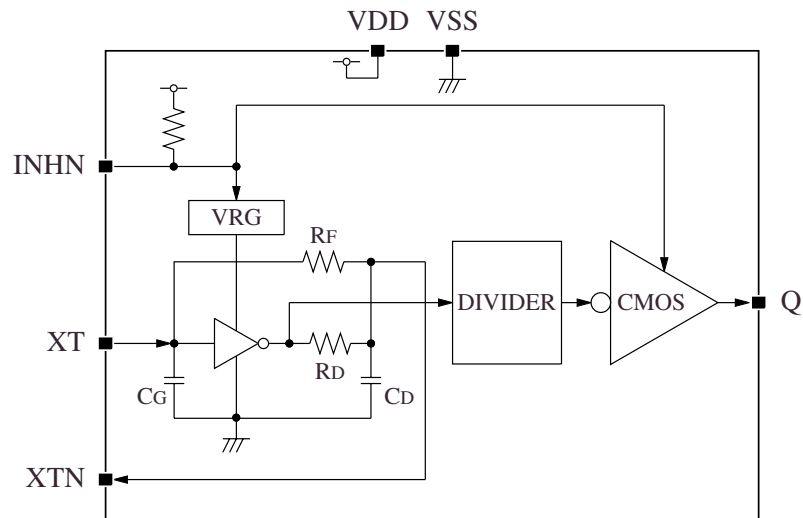 VDD VSS
INHN
VRG
RF
DIVIDER
CMOS
Q
XT
RD
CG
CD
XTN